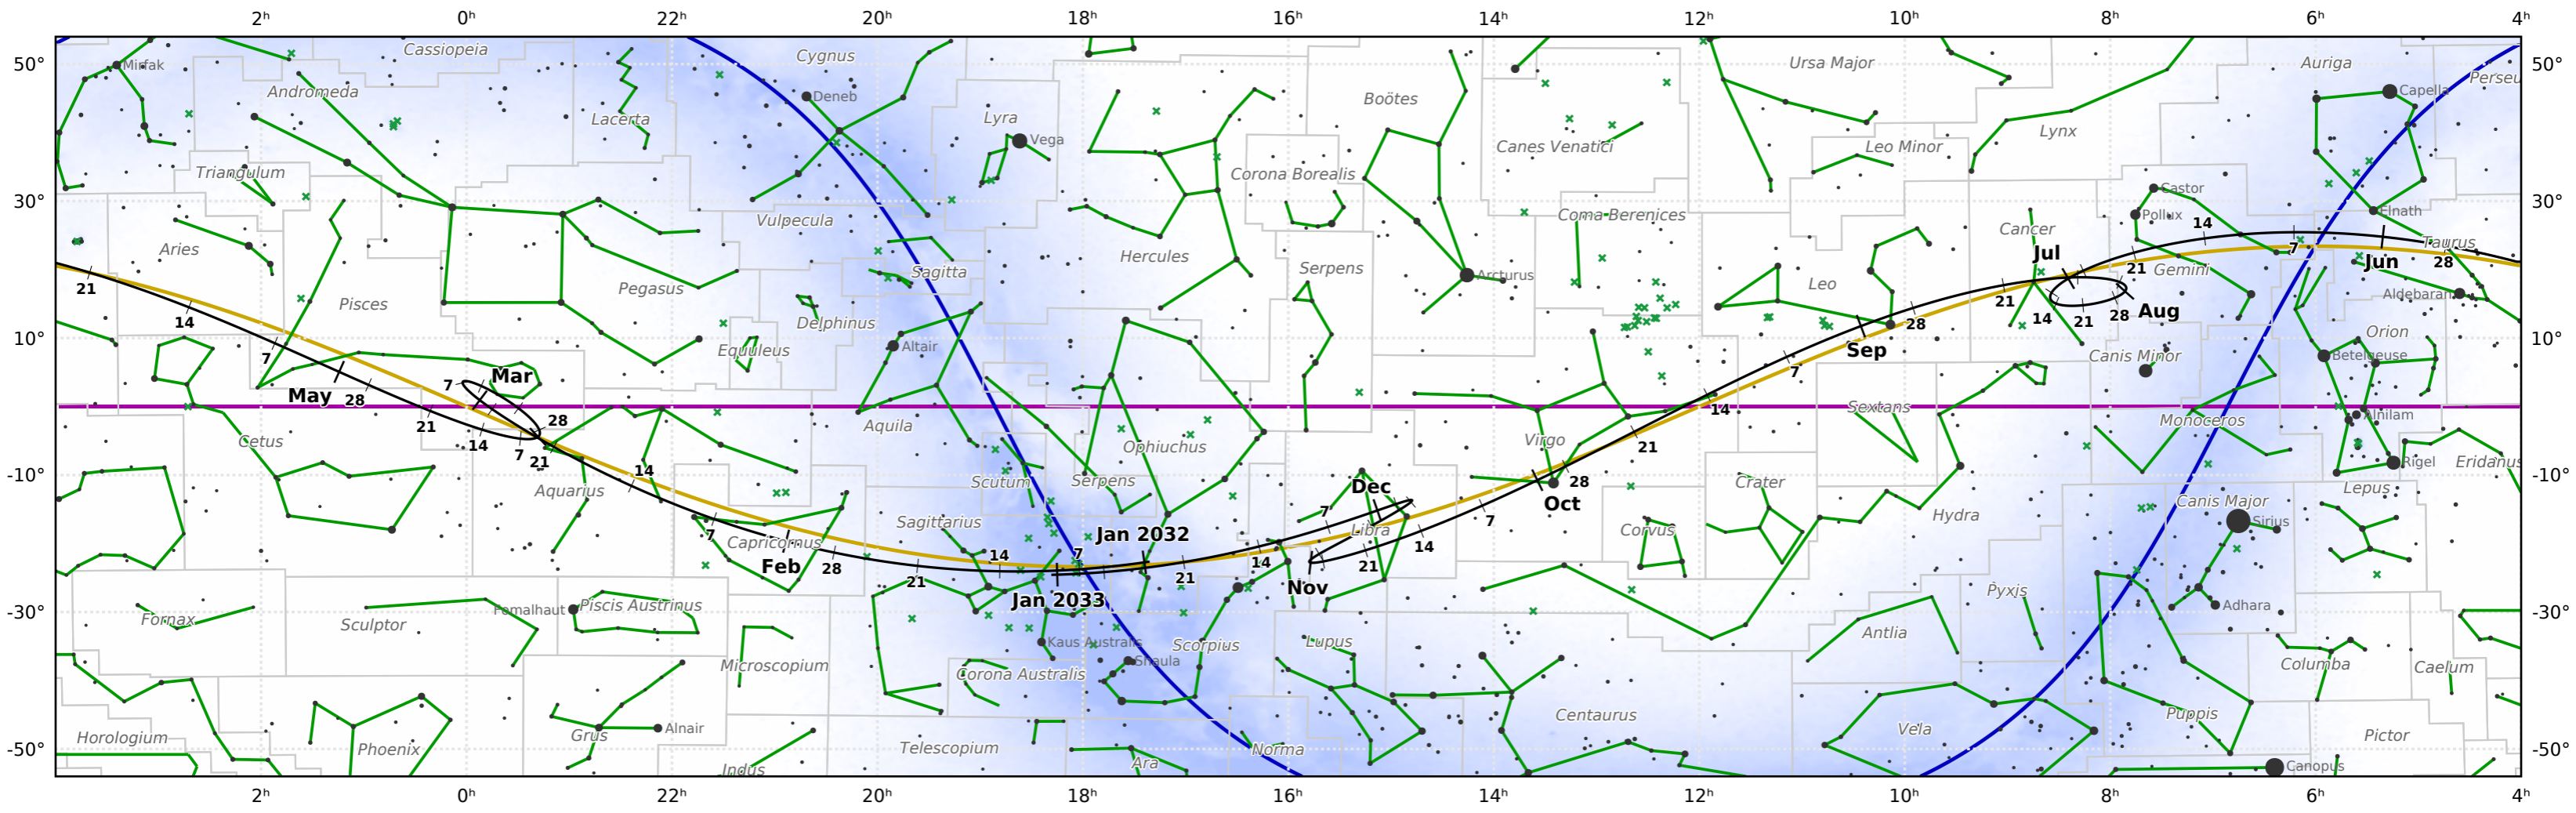 2ʰ 0ʰ 22ʰ 20ʰ 18ʰ 16ʰ 14ʰ 12ʰ 10ʰ 8ʰ 6ʰ 4ʰ
Cassiopeia Cygnus Ursa Major Auriga
50° Mirfak 50°
Perseu
Andromeda Deneb Boötes Capella
Lacerta Lyra
Vega Canes Venatici Leo Minor Lynx
Triangulum Corona Borealis Castor
30° 30°
Vulpecula Coma Berenices Pollux 14 Elnath
Aries Hercules Cancer 7 Taurus
Jul Jun 28
Sagitta Serpens Arcturus 21 Gemini
21 Pisces Pegasus Leo 21 Aldebaran
14 Delphinus 14 21 28 Aug
28 Orion
10° Equuleus Altair Sep Canis Minor Betelgeuse 10°
7 7
May 28 7 Mar
14 Sextans Alnilam
21 28 Aquila Monoceros
Cetus 14 7 21 Ophiuchus Virgo 21
14 Rigel Eridanus
-10° -10°
Aquarius Scutum Serpens Dec 28 Crater Canis Major Lepus
Oct
7 Sagittarius 7 7 Hydra Sirius
Capricornus Jan 2032 Libra 14 Corvus
Feb 28 14 7 14 21
21 21 Nov
Jan 2033 Pyxis
Fomalhaut Piscis Austrinus Adhara
-30° -30°
Fornax Sculptor Kaus Australis Scorpius Lupus Antlia
Microscopium Shaula Columba Caelum
Corona Australis
Centaurus Puppis
Horologium Phoenix Grus Alnair Telescopium Norma Vela Pictor
-50° -50°
Indus Ara Canopus
2ʰ 0ʰ 22ʰ 20ʰ 18ʰ 16ʰ 14ʰ 12ʰ 10ʰ 8ʰ 6ʰ 4ʰ